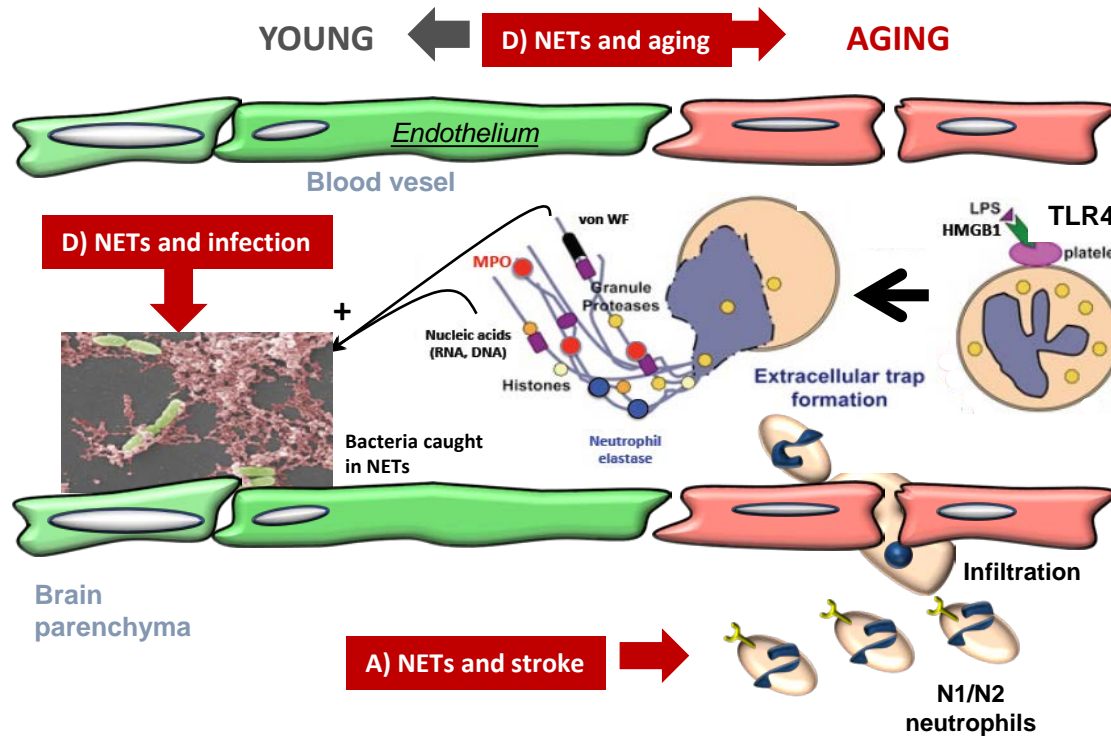 YOUNG
D) NETs and aging
AGING
Endothelium
Blood vessel
D) NETs and infection
von WF
MPO
Granule
Proteases
Nucleic acids
(RNA, DNA)
Histones
Neutrophil
elastase
+
Extracellular trap
formation
LPS
HMGB1
TLR4
platelet
Bacteria caught
in NETs
Brain
parenchyma
Infiltration
A) NETs and stroke
N1/N2
neutrophils